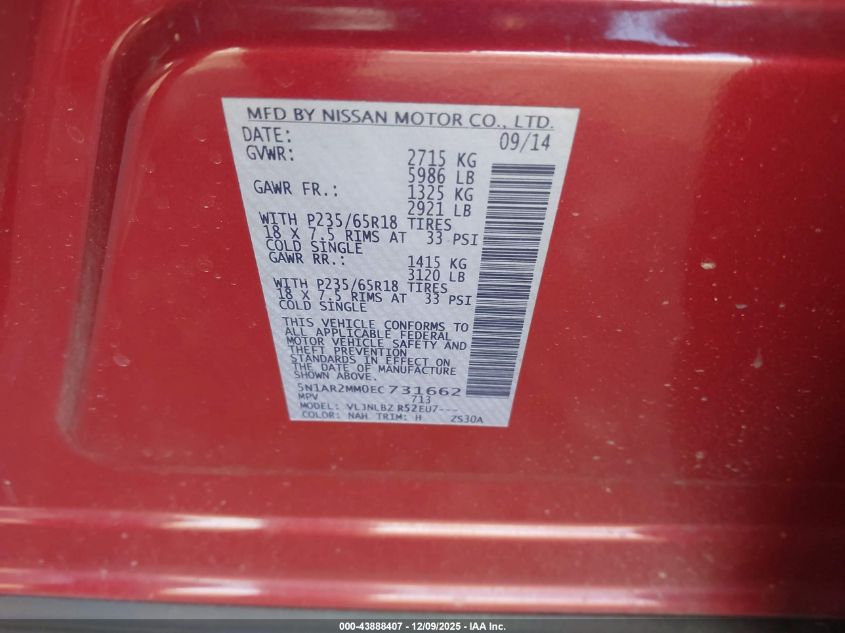 MFD BY NISSAN MOTOR CO., LTD.
DATE: 09/14
GVWR: 2715 KG
5986 LB
GAWR FR.: 1325 KG
2921 LB
WITH P235/65R18 TIRES
18 X 7.5 RIMS AT 33 PSI
COLD SINGLE
GAWR RR.: 1415 KG
3120 LB
WITH P235/65R18 TIRES
18 X 7.5 RIMS AT 33 PSI
COLD SINGLE
THIS VEHICLE CONFORMS TO
ALL APPLICABLE FEDERAL
MOTOR VEHICLE SAFETY AND
THEFT PREVENTION
STANDARDS IN EFFECT ON
THE DATE OF MANUFACTURE
SHOWN ABOVE.
5N1AR2MM0EC731662
MPV 713
MODEL: VLJNLBZ R52EU7---
COLOR: NAH TRIM: H ZS30A
000-43888407 - 12/09/2025 - IAA Inc.